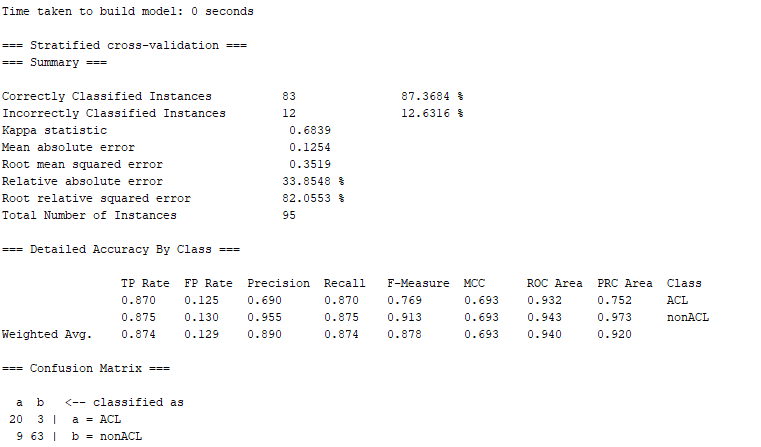 Time taken to build model: 0 seconds
=== Stratified cross-validation ===
=== Summary ===
Correctly Classified Instances          83               87.3684 %
Incorrectly Classified Instances        12               12.6316 %
Kappa statistic                          0.6839
Mean absolute error                      0.1254
Root mean squared error                  0.3519
Relative absolute error                 33.8548 %
Root relative squared error             82.0553 %
Total Number of Instances               95
=== Detailed Accuracy By Class ===
                 TP Rate  FP Rate  Precision  Recall   F-Measure  MCC      ROC Area  PRC Area  Class
                 0.870    0.125    0.690      0.870    0.769      0.693    0.932     0.752     ACL
                 0.875    0.130    0.955      0.875    0.913      0.693    0.943     0.973     nonACL
Weighted Avg.    0.874    0.129    0.890      0.874    0.878      0.693    0.940     0.920
=== Confusion Matrix ===
  a  b   <-- classified as
 20  3 |  a = ACL
  9 63 |  b = nonACL